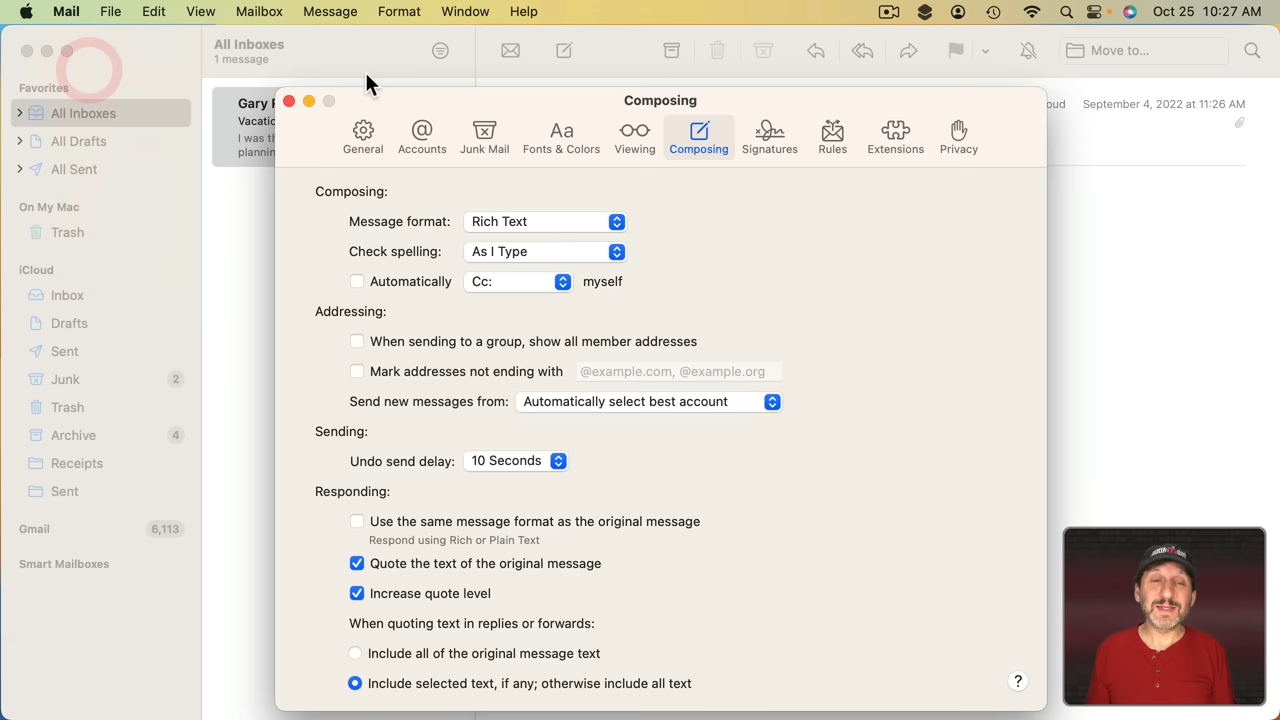 Mail File Edit View Mailbox Message Format Window Help Oct 25 10:27 AM
All Inboxes
1 message
Move to...
Favorites
All Inboxes
All Drafts
All Sent
On My Mac
Trash
iCloud
Inbox
Drafts
Sent
Junk 2
Trash
Archive 4
Receipts
Sent
Gmail 6,113
Smart Mailboxes
Gary
Vacatio
I was th
planning
oud September 4, 2022 at 11:26 AM
Composing
General Accounts Junk Mail Fonts & Colors Viewing Composing Signatures Rules Extensions Privacy
Composing:
Message format: Rich Text
Check spelling: As I Type
Automatically Cc: myself
Addressing:
When sending to a group, show all member addresses
Mark addresses not ending with @example.com, @example.org
Send new messages from: Automatically select best account
Sending:
Undo send delay: 10 Seconds
Responding:
Use the same message format as the original message
Respond using Rich or Plain Text
Quote the text of the original message
Increase quote level
When quoting text in replies or forwards:
Include all of the original message text
Include selected text, if any; otherwise include all text
?